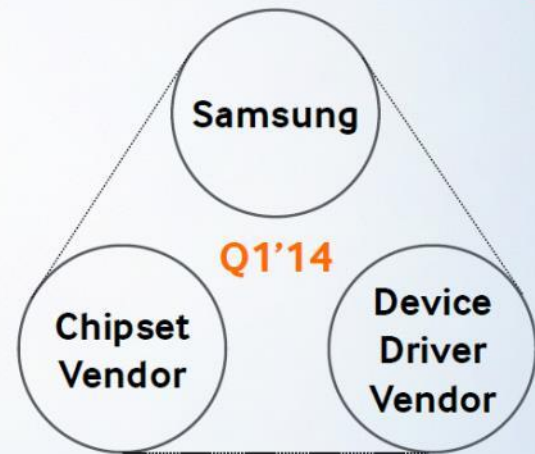 Samsung
Q1'14
Chipset
Vendor
Device
Driver
Vendor